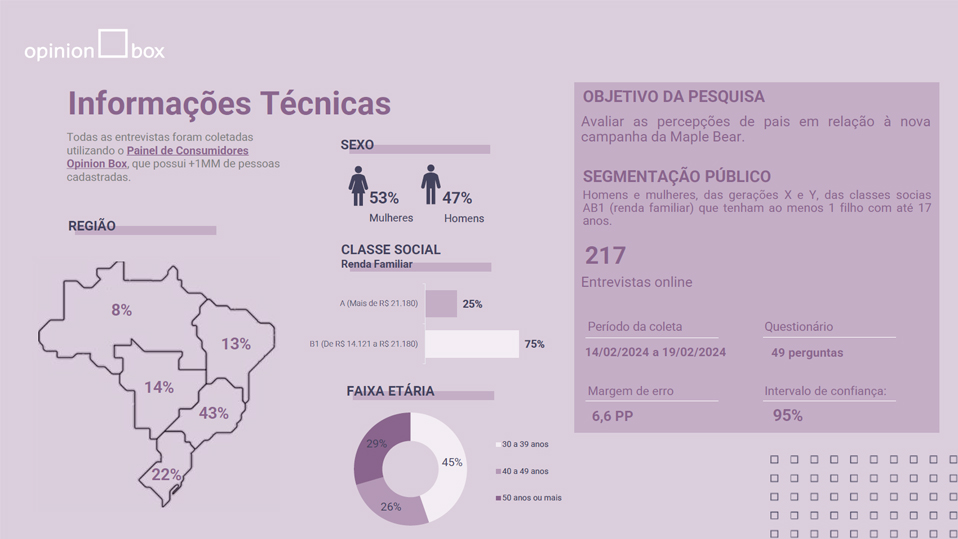 opinion box
Informações Técnicas
Todas as entrevistas foram coletadas
utilizando o Painel de Consumidores
Opinion Box, que possui +1MM de pessoas
cadastradas.
REGIÃO
8%
13%
14%
43%
22%
SEXO
53%
Mulheres
47%
Homens
CLASSE SOCIAL
Renda Familiar
A (Mais de R$ 21.180)
25%
B1 (De R$ 14.121 a R$ 21.180)
75%
FAIXA ETÁRIA
29%
45%
26%
30 a 39 anos
40 a 49 anos
50 anos ou mais
OBJETIVO DA PESQUISA
Avaliar as percepções de pais em relação à nova
campanha da Maple Bear.
SEGMENTAÇÃO PÚBLICO
Homens e mulheres, das gerações X e Y, das classes socias
AB1 (renda familiar) que tenham ao menos 1 filho com até 17
anos.
217
Entrevistas online
Período da coleta
14/02/2024 a 19/02/2024
Questionário
49 perguntas
Margem de erro
6,6 PP
Intervalo de confiança:
95%